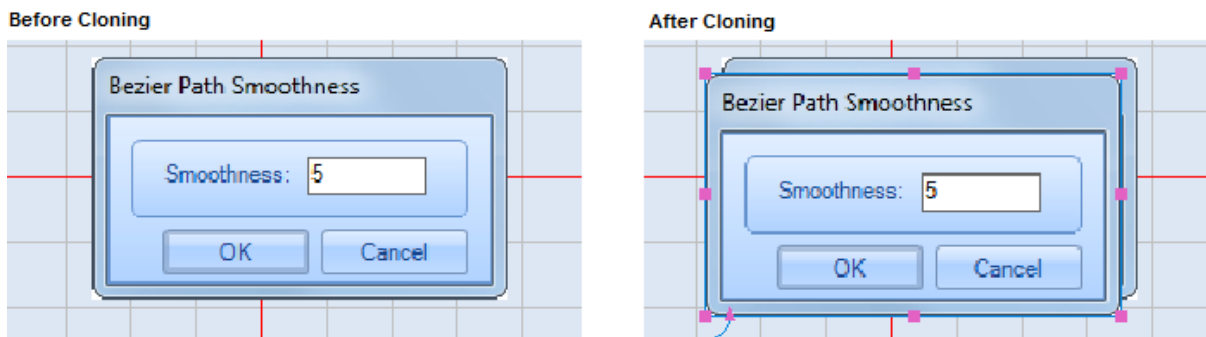 Before Cloning
Bezier Path Smoothness
Smoothness: 5
OK Cancel
After Cloning
Bezier Path Smoothness
Smoothness: 5
OK Cancel